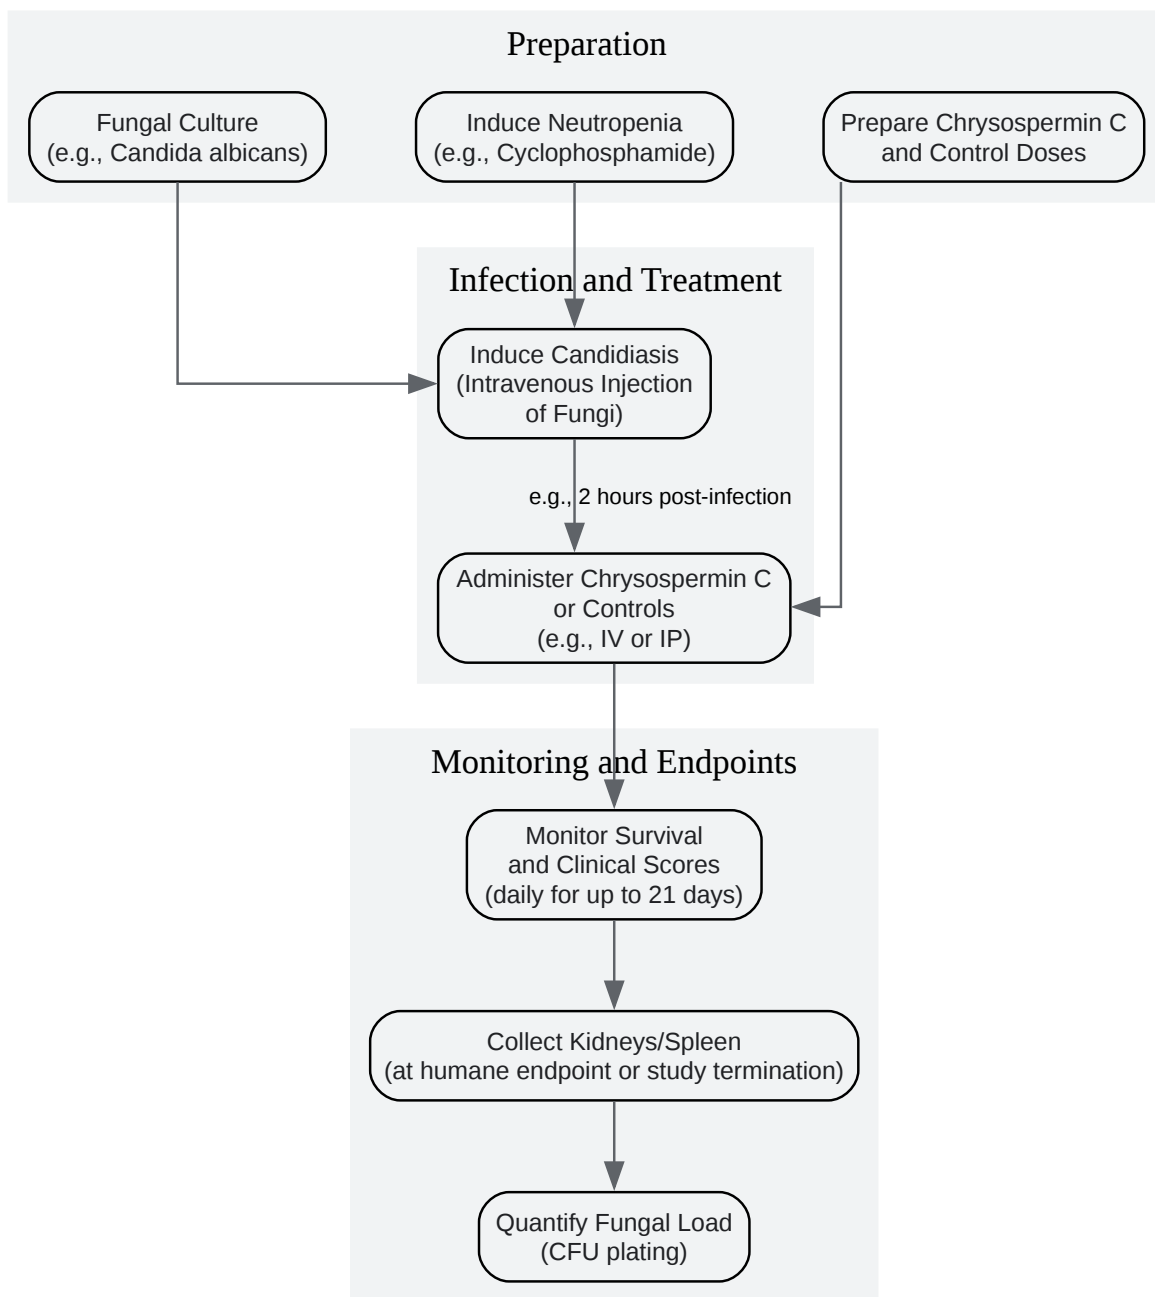 Preparation
Fungal Culture
(e.g., Candida albicans)
Induce Neutropenia
(e.g., Cyclophosphamide)
Prepare Chrysospermin C
and Control Doses
Infection and Treatment
Induce Candidiasis
(Intravenous Injection
of Fungi)
e.g., 2 hours post-infection
Administer Chrysospermin C
or Controls
(e.g., IV or IP)
Monitoring and Endpoints
Monitor Survival
and Clinical Scores
(daily for up to 21 days)
Collect Kidneys/Spleen
(at humane endpoint or study termination)
Quantify Fungal Load
(CFU plating)